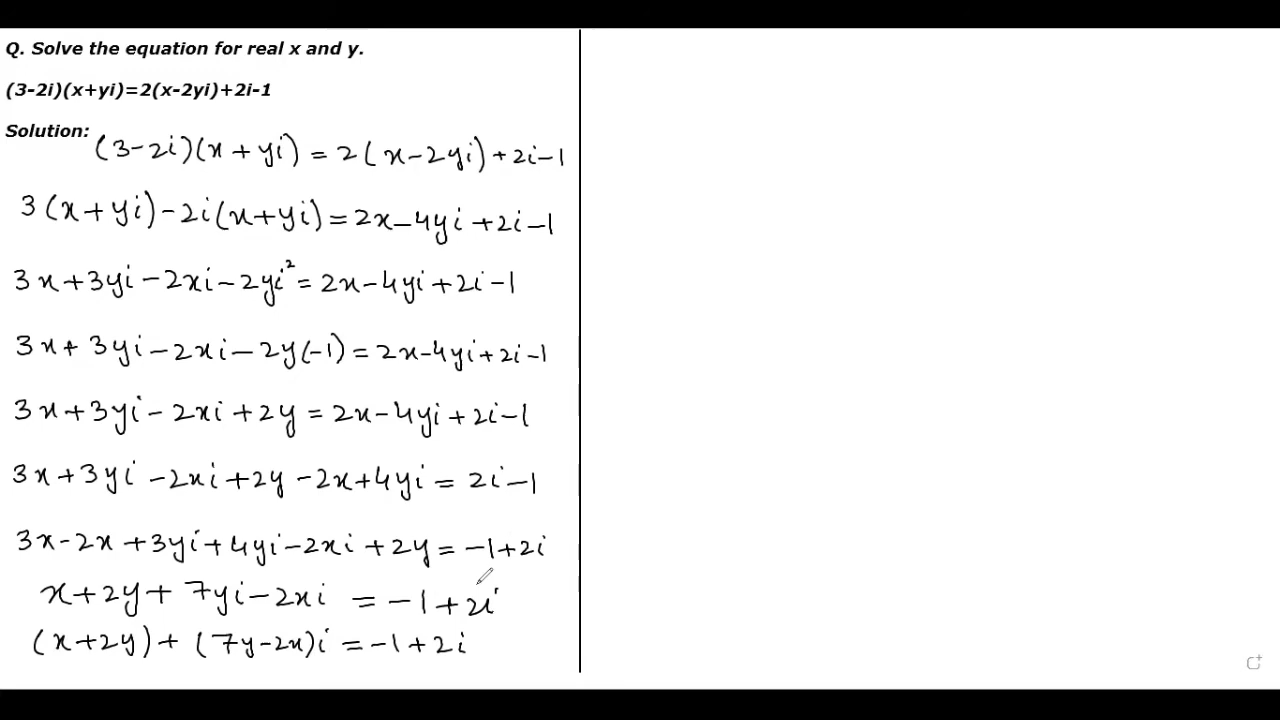 Q. Solve the equation for real x and y.
(3-2i)(x+yi)=2(x-2yi)+2i-1
Solution:
(3-2i)(x+yi)=2(x-2yi)+2i-1
3(x+yi)-2i(x+yi)=2x-4yi+2i-1
3x+3yi-2xi-2yi²=2x-4yi+2i-1
3x+3yi-2xi-2y(-1)=2x-4yi+2i-1
3x+3yi-2xi+2y=2x-4yi+2i-1
3x+3yi-2xi+2y-2x+4yi=2i-1
3x-2x+3yi+4yi-2xi+2y=-1+2i
x+2y+7yi-2xi=-1+2i
(x+2y)+(7y-2x)i=-1+2i